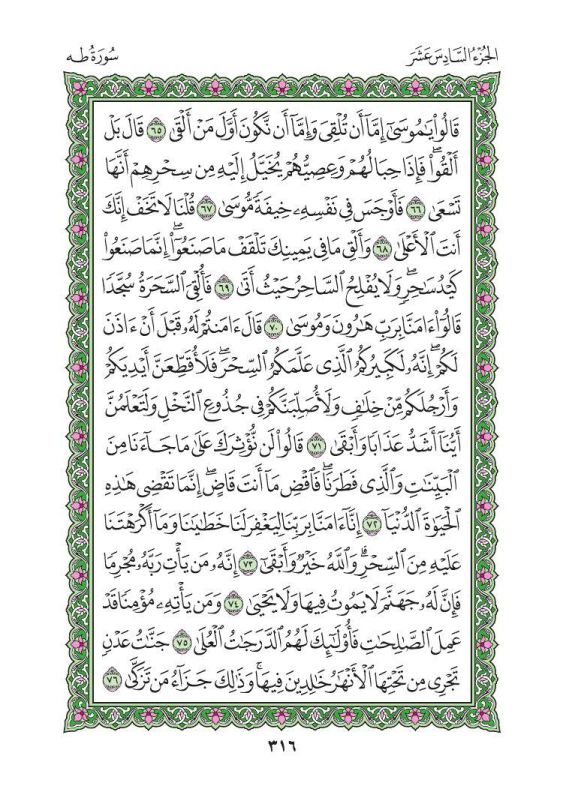 الجُزْءُ السَّادِسَ عَشَرَ
سُورَةُ طه
قَالُوا۟ يَـٰمُوسَىٰٓ إِمَّآ أَن تُلْقِىَ وَإِمَّآ أَن نَّكُونَ أَوَّلَ مَنْ أَلْقَىٰ ٦٥ قَالَ بَلْ
أَلْقُوا۟ۖ فَإِذَا حِبَالُهُمْ وَعِصِيُّهُمْ يُخَيَّلُ إِلَيْهِ مِن سِحْرِهِمْ أَنَّهَا
تَسْعَىٰ ٦٦ فَأَوْجَسَ فِى نَفْسِهِۦ خِيفَةً مُّوسَىٰ ٦٧ قُلْنَا لَا تَخَفْ إِنَّكَ
أَنتَ ٱلْأَعْلَىٰ ٦٨ وَأَلْقِ مَا فِى يَمِينِكَ تَلْقَفْ مَا صَنَعُوٓا۟ۖ إِنَّمَا صَنَعُوا۟
كَيْدُ سَـٰحِرٍۖ وَلَا يُفْلِحُ ٱلسَّاحِرُ حَيْثُ أَتَىٰ ٦٩ فَأُلْقِىَ ٱلسَّحَرَةُ سُجَّدًا
قَالُوٓا۟ ءَامَنَّا بِرَبِّ هَـٰرُونَ وَمُوسَىٰ ٧٠ قَالَ ءَامَنتُمْ لَهُۥ قَبْلَ أَنْ ءَاذَنَ
لَكُمْۖ إِنَّهُۥ لَكَبِيرُكُمُ ٱلَّذِى عَلَّمَكُمُ ٱلسِّحْرَۖ فَلَأُقَطِّعَنَّ أَيْدِيَكُمْ
وَأَرْجُلَكُم مِّنْ خِلَـٰفٍ وَلَأُصَلِّبَنَّكُمْ فِى جُذُوعِ ٱلنَّخْلِ وَلَتَعْلَمُنَّ
أَيُّنَآ أَشَدُّ عَذَابًا وَأَبْقَىٰ ٧١ قَالُوا۟ لَن نُّؤْثِرَكَ عَلَىٰ مَا جَآءَنَا مِنَ
ٱلْبَيِّنَـٰتِ وَٱلَّذِى فَطَرَنَاۖ فَٱقْضِ مَآ أَنتَ قَاضٍۖ إِنَّمَا تَقْضِى هَـٰذِهِ
ٱلْحَيَوٰةَ ٱلدُّنْيَآ ٧٢ إِنَّآ ءَامَنَّا بِرَبِّنَا لِيَغْفِرَ لَنَا خَطَـٰيَـٰنَا وَمَآ أَكْرَهْتَنَا
عَلَيْهِ مِنَ ٱلسِّحْرِۗ وَٱللَّهُ خَيْرٌ وَأَبْقَىٰٓ ٧٣ إِنَّهُۥ مَن يَأْتِ رَبَّهُۥ مُجْرِمًا
فَإِنَّ لَهُۥ جَهَنَّمَ لَا يَمُوتُ فِيهَا وَلَا يَحْيَىٰ ٧٤ وَمَن يَأْتِهِۦ مُؤْمِنًا قَدْ
عَمِلَ ٱلصَّـٰلِحَـٰتِ فَأُو۟لَـٰٓئِكَ لَهُمُ ٱلدَّرَجَـٰتُ ٱلْعُلَىٰ ٧٥ جَنَّـٰتُ عَدْنٍ
تَجْرِى مِن تَحْتِهَا ٱلْأَنْهَـٰرُ خَـٰلِدِينَ فِيهَاۚ وَذَٰلِكَ جَزَآءُ مَن تَزَكَّىٰ ٧٦
٣١٦